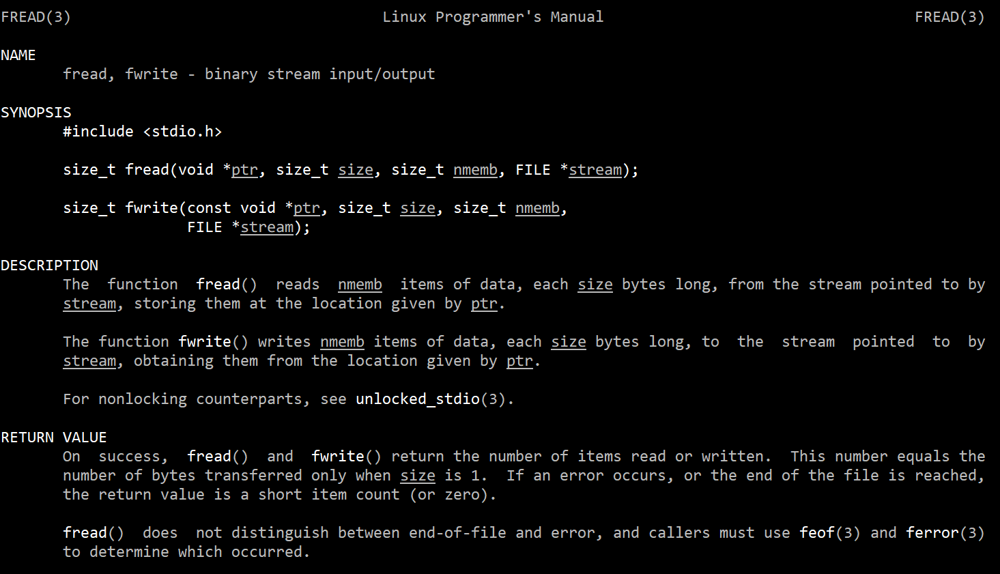 FREAD(3) Linux Programmer's Manual FREAD(3)
NAME
fread, fwrite - binary stream input/output
SYNOPSIS
#include <stdio.h>
size_t fread(void *ptr, size_t size, size_t nmemb, FILE *stream);
size_t fwrite(const void *ptr, size_t size, size_t nmemb,
FILE *stream);
DESCRIPTION
The function fread() reads nmemb items of data, each size bytes long, from the stream pointed to by
stream, storing them at the location given by ptr.
The function fwrite() writes nmemb items of data, each size bytes long, to the stream pointed to by
stream, obtaining them from the location given by ptr.
For nonlocking counterparts, see unlocked_stdio(3).
RETURN VALUE
On success, fread() and fwrite() return the number of items read or written. This number equals the
number of bytes transferred only when size is 1. If an error occurs, or the end of the file is reached,
the return value is a short item count (or zero).
fread() does not distinguish between end-of-file and error, and callers must use feof(3) and ferror(3)
to determine which occurred.